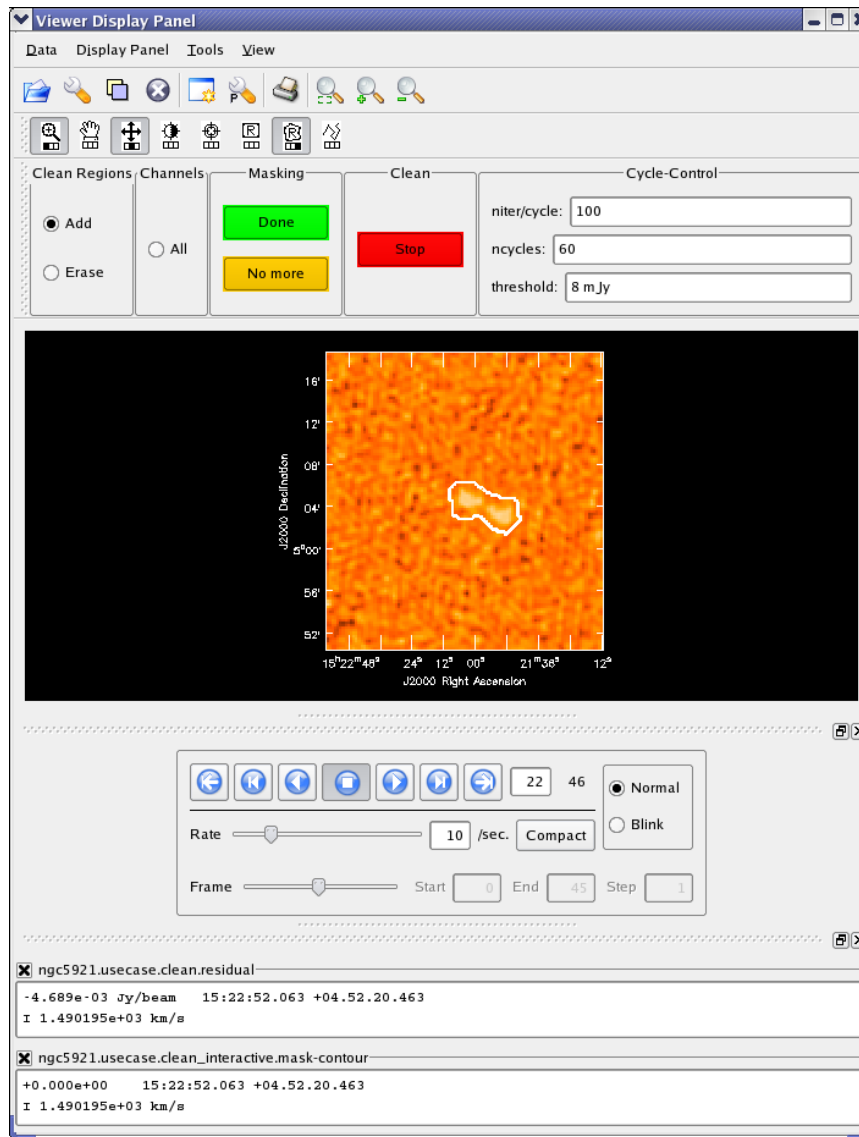 Viewer Display Panel
Data Display Panel Tools View
Clean Regions Channels Masking Clean Cycle-Control
Add
Erase
All
Done
No more
Stop
niter/cycle: 100
ncycles: 60
threshold: 8 mJy
J2000 Declination
16'
12'
08'
04'
5°00'
56'
52'
15ʰ22ᵐ48ˢ 24ˢ 12ˢ 00ˢ 21ᵐ36ˢ 12ˢ
J2000 Right Ascension
22 46
Normal
Blink
Rate 10 /sec. Compact
Frame Start 0 End 45 Step 1
ngc5921.usecase.clean.residual
-4.689e-03 Jy/beam 15:22:52.063 +04.52.20.463
I 1.490195e+03 km/s
ngc5921.usecase.clean_interactive.mask-contour
+0.000e+00 15:22:52.063 +04.52.20.463
I 1.490195e+03 km/s